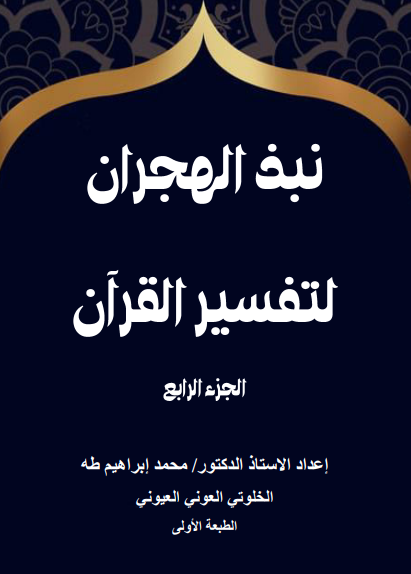 نبذ الهجران
لتفسير القرآن
الجزء الرابع
إعداد الاستاذ الدكتور/ محمد إبراهيم طه
الخلوتي العوني العيوني
الطبعة الأولى